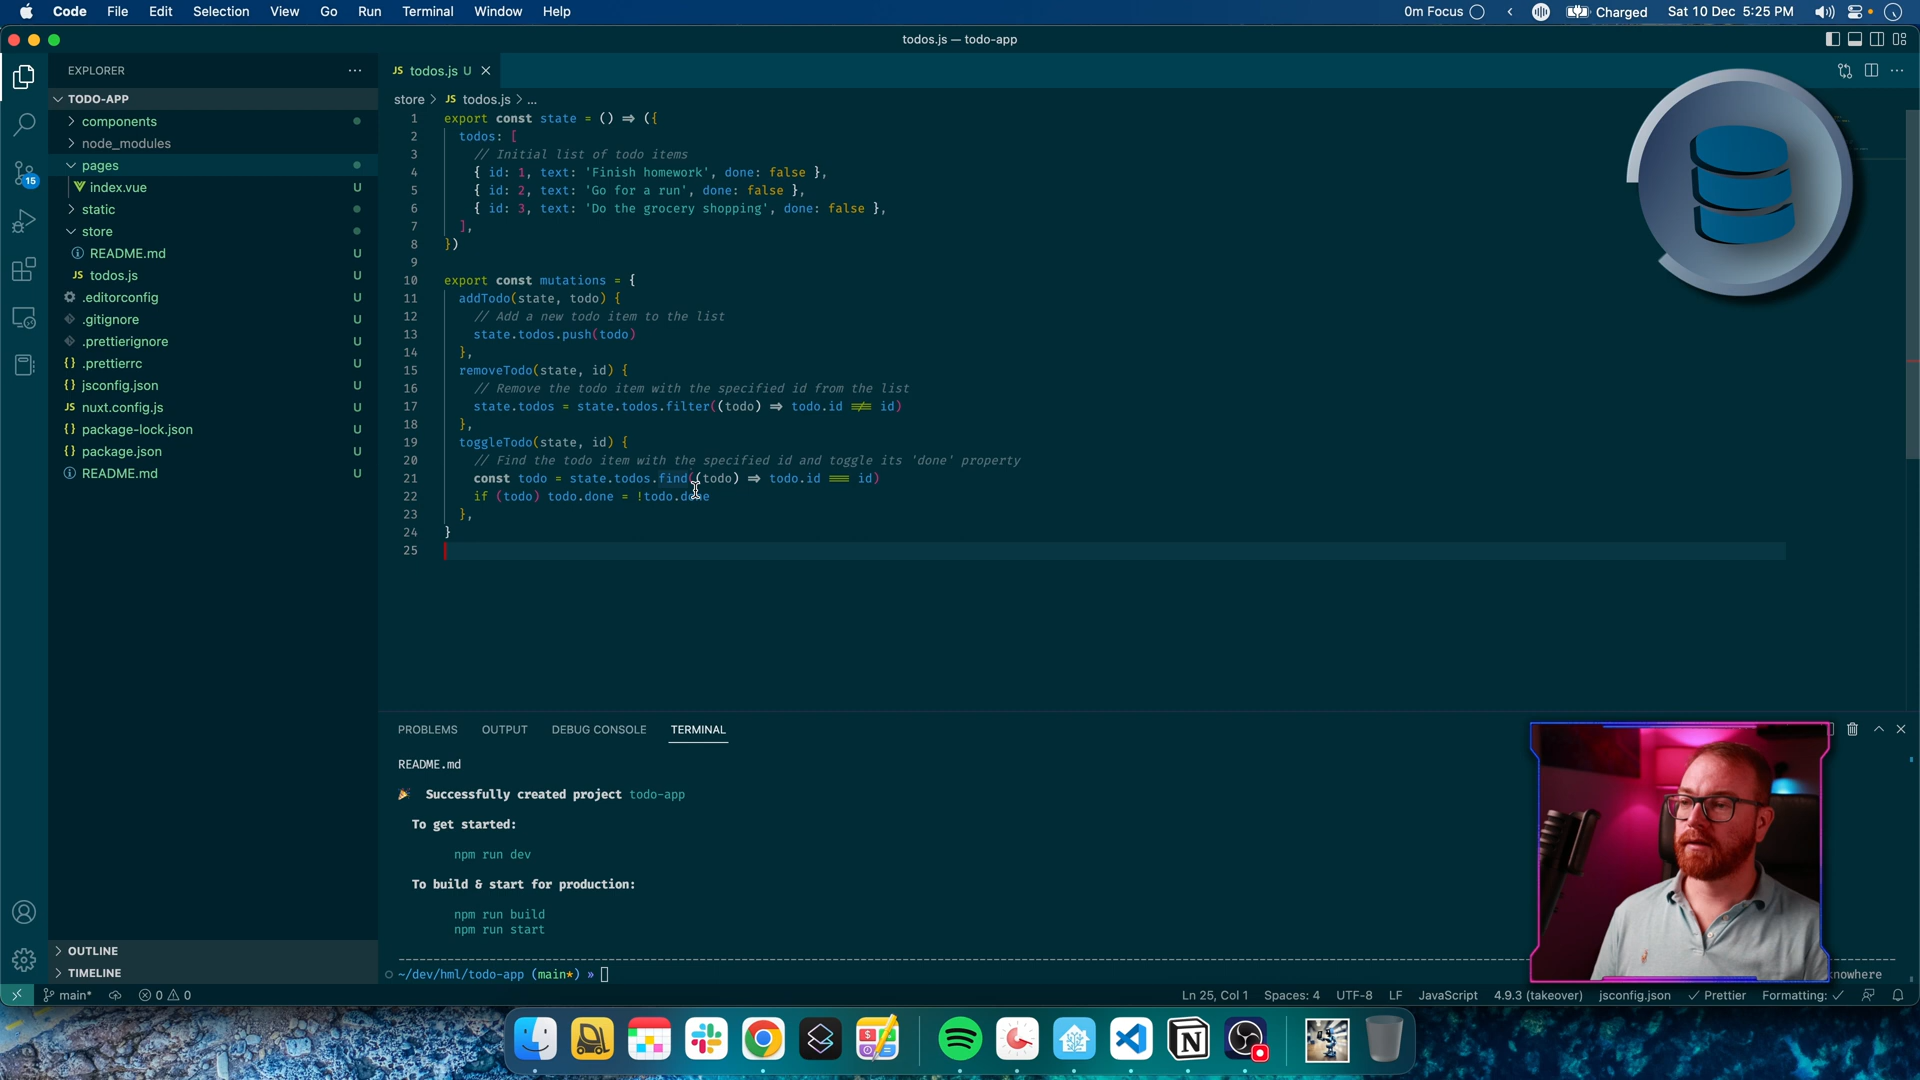 Code File Edit Selection View Go Run Terminal Window Help
0m Focus Charged Sat 10 Dec 5:25 PM
todos.js — todo-app
EXPLORER
TODO-APP
components
node_modules
pages
index.vue U
static
store
README.md U
todos.js U
.editorconfig U
.gitignore U
.prettierignore U
.prettierrc U
jsconfig.json U
nuxt.config.js U
package-lock.json U
package.json U
README.md U
OUTLINE
TIMELINE
15
JS todos.js U
store > JS todos.js > ...
1 export const state = () => ({
2 todos: [
3 // Initial list of todo items
4 { id: 1, text: 'Finish homework', done: false },
5 { id: 2, text: 'Go for a run', done: false },
6 { id: 3, text: 'Do the grocery shopping', done: false },
7 ],
8 })
9
10 export const mutations = {
11 addTodo(state, todo) {
12 // Add a new todo item to the list
13 state.todos.push(todo)
14 },
15 removeTodo(state, id) {
16 // Remove the todo item with the specified id from the list
17 state.todos = state.todos.filter((todo) => todo.id !== id)
18 },
19 toggleTodo(state, id) {
20 // Find the todo item with the specified id and toggle its 'done' property
21 const todo = state.todos.find((todo) => todo.id === id)
22 if (todo) todo.done = !todo.done
23 },
24 }
25
PROBLEMS OUTPUT DEBUG CONSOLE TERMINAL
README.md
🎉 Successfully created project todo-app
To get started:
npm run dev
To build & start for production:
npm run build
npm run start
~/dev/hml/todo-app (main*) »
main* 0 0 Ln 25, Col 1 Spaces: 4 UTF-8 LF JavaScript 4.9.3 (takeover) jsconfig.json Prettier Formatting: ✓